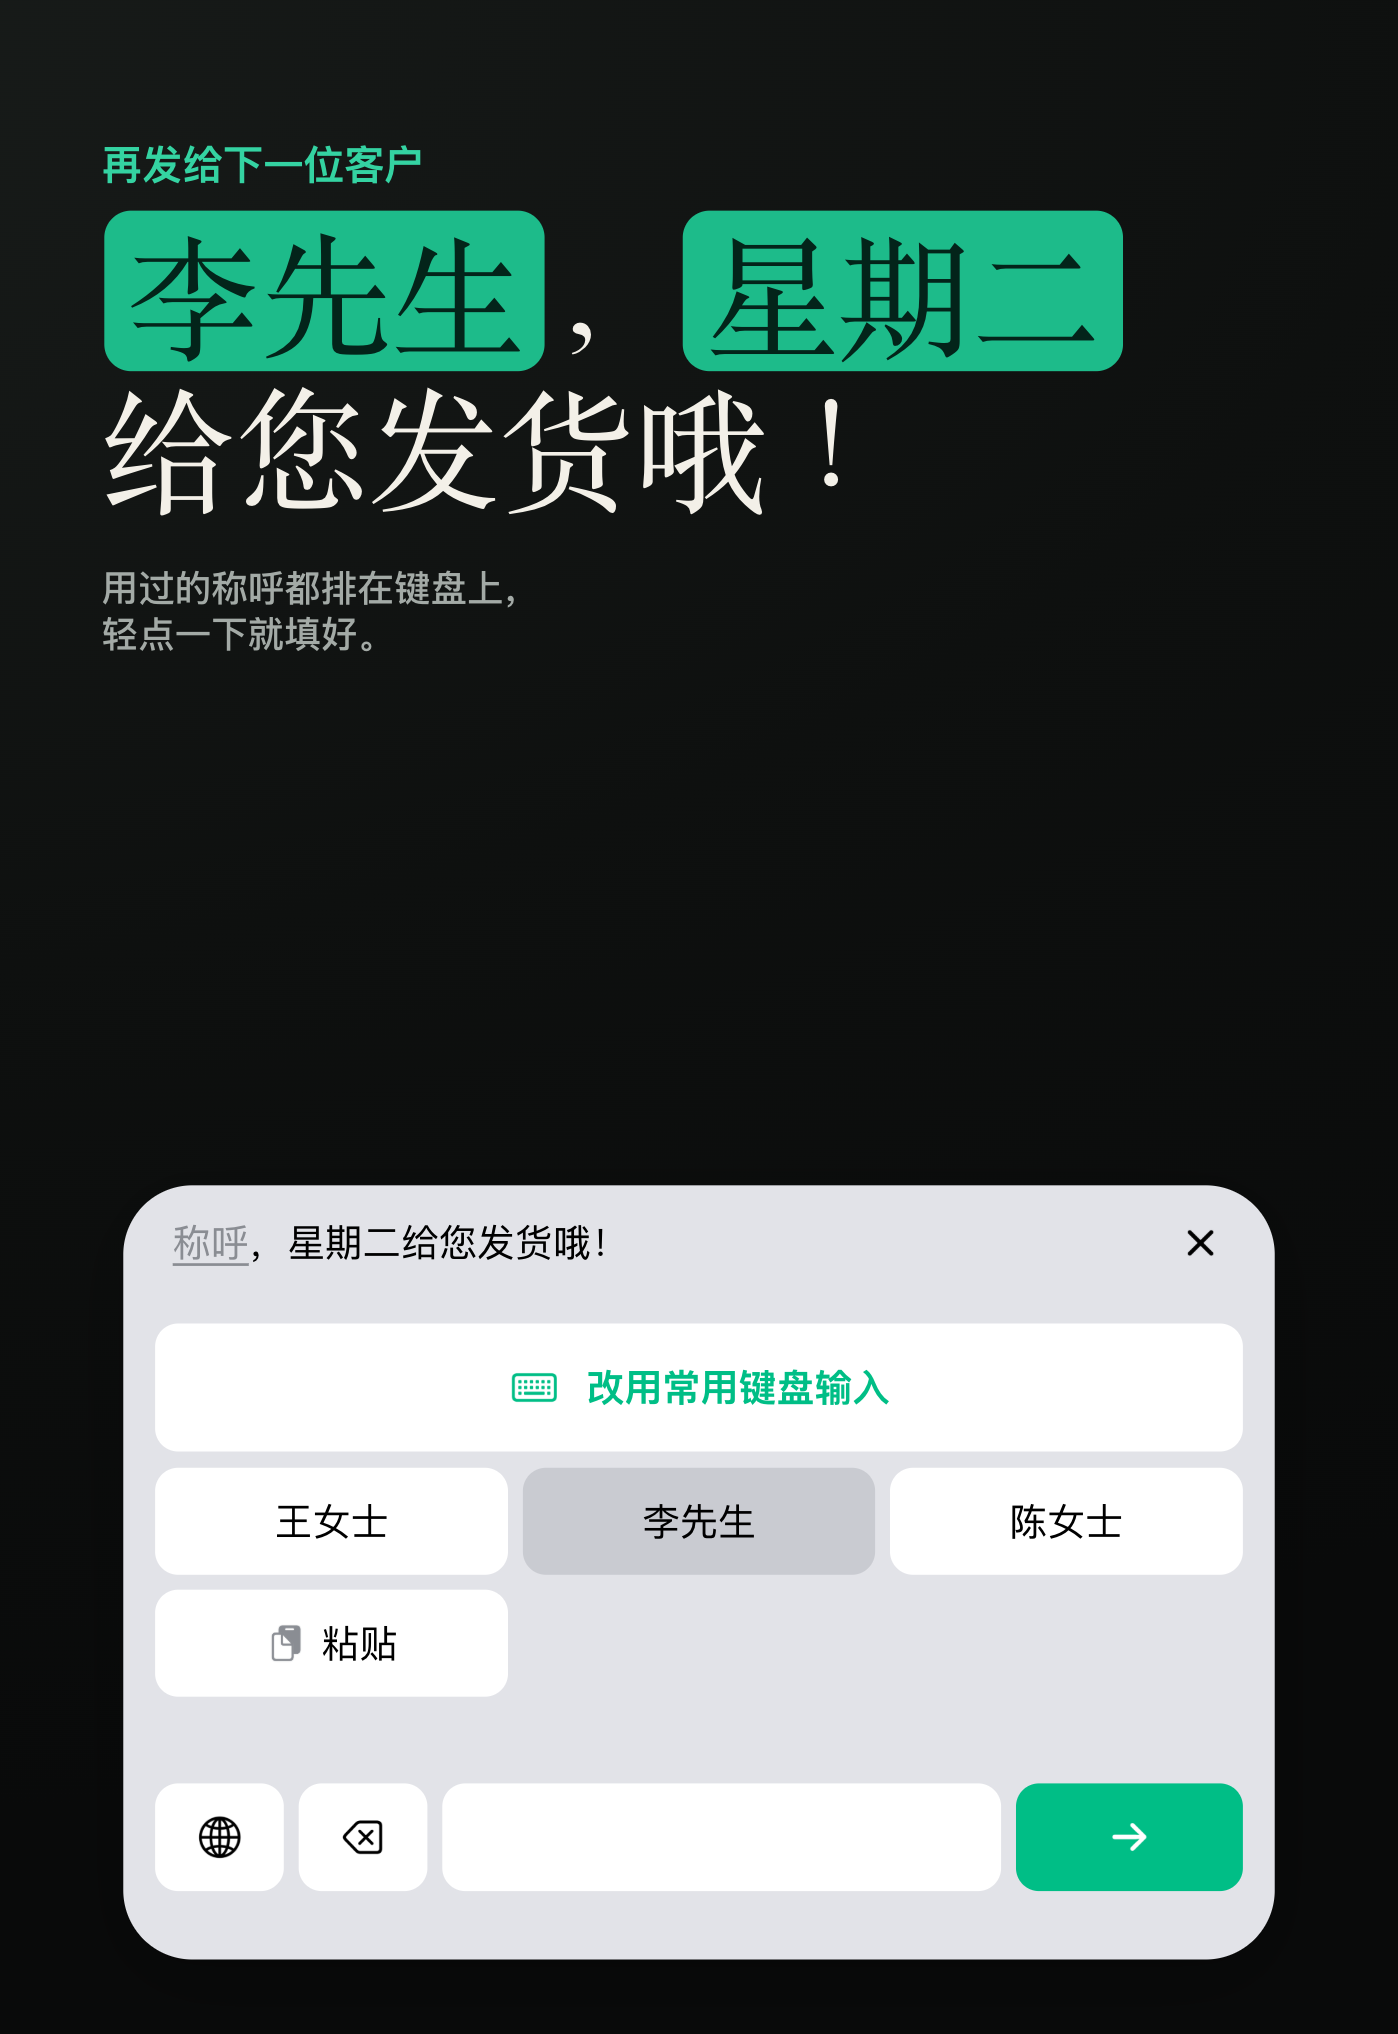 再发给下一位客户
李先生，星期二
给您发货哦！
用过的称呼都排在键盘上，
轻点一下就填好。
称呼，星期二给您发货哦！
改用常用键盘输入
王女士
李先生
陈女士
粘贴